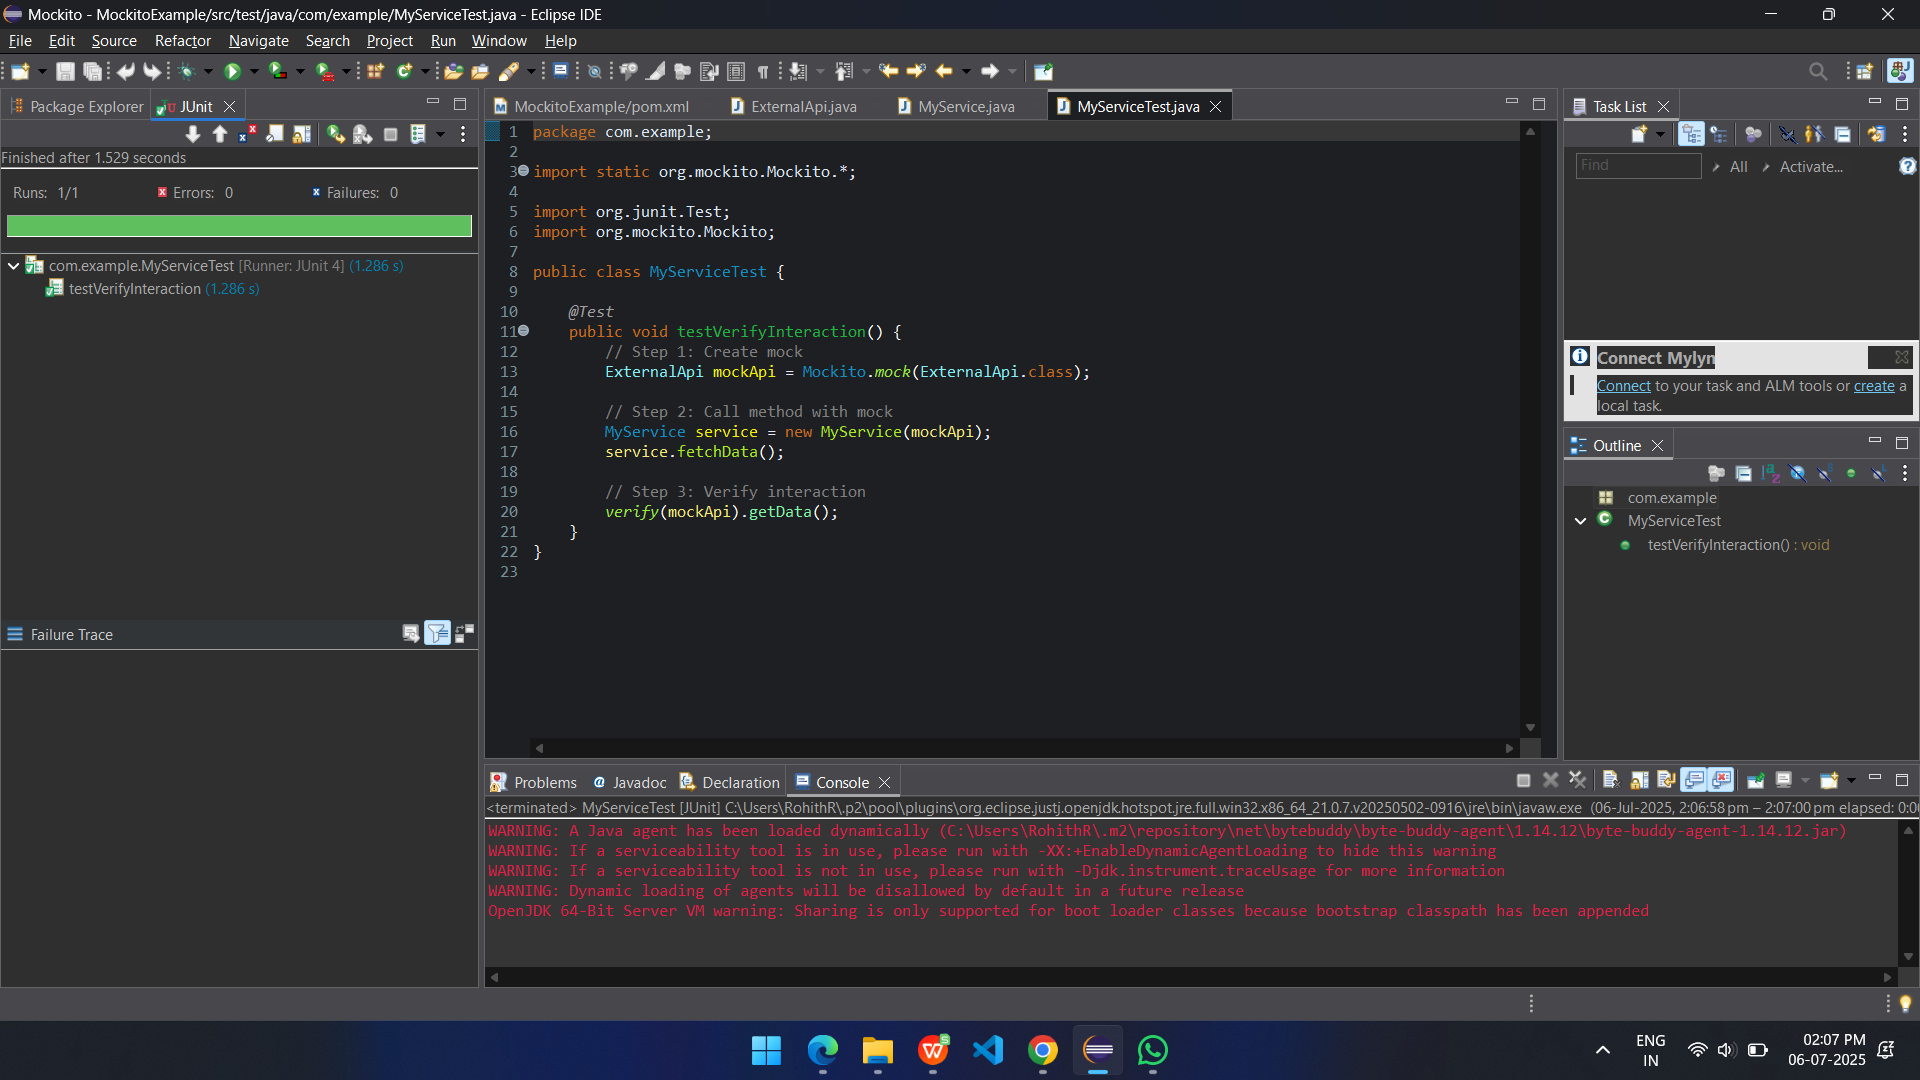 Mockito - MockitoExample/src/test/java/com/example/MyServiceTest.java - Eclipse IDE
File Edit Source Refactor Navigate Search Project Run Window Help
Package Explorer
JUnit
Finished after 1.529 seconds
Runs: 1/1
Errors: 0
Failures: 0
com.example.MyServiceTest [Runner: JUnit 4] (1.286 s)
testVerifyInteraction (1.286 s)
Failure Trace
MockitoExample/pom.xml
ExternalApi.java
MyService.java
MyServiceTest.java
1 package com.example;
2
3 import static org.mockito.Mockito.*;
4
5 import org.junit.Test;
6 import org.mockito.Mockito;
7
8 public class MyServiceTest {
9
10 @Test
11 public void testVerifyInteraction() {
12 // Step 1: Create mock
13 ExternalApi mockApi = Mockito.mock(ExternalApi.class);
14
15 // Step 2: Call method with mock
16 MyService service = new MyService(mockApi);
17 service.fetchData();
18
19 // Step 3: Verify interaction
20 verify(mockApi).getData();
21 }
22 }
23
Task List
Find
All
Activate...
Connect Mylyn
Connect to your task and ALM tools or create a
local task.
Outline
com.example
MyServiceTest
testVerifyInteraction() : void
Problems
Javadoc
Declaration
Console
<terminated> MyServiceTest [JUnit] C:\Users\RohithR\.p2\pool\plugins\org.eclipse.justj.openjdk.hotspot.jre.full.win32.x86_64_21.0.7.v20250502-0916\jre\bin\javaw.exe (06-Jul-2025, 2:06:58 pm – 2:07:00 pm elapsed: 0:0
WARNING: A Java agent has been loaded dynamically (C:\Users\RohithR\.m2\repository\net\bytebuddy\byte-buddy-agent\1.14.12\byte-buddy-agent-1.14.12.jar)
WARNING: If a serviceability tool is in use, please run with -XX:+EnableDynamicAgentLoading to hide this warning
WARNING: If a serviceability tool is not in use, please run with -Djdk.instrument.traceUsage for more information
WARNING: Dynamic loading of agents will be disallowed by default in a future release
OpenJDK 64-Bit Server VM warning: Sharing is only supported for boot loader classes because bootstrap classpath has been appended
ENG
IN
02:07 PM
06-07-2025